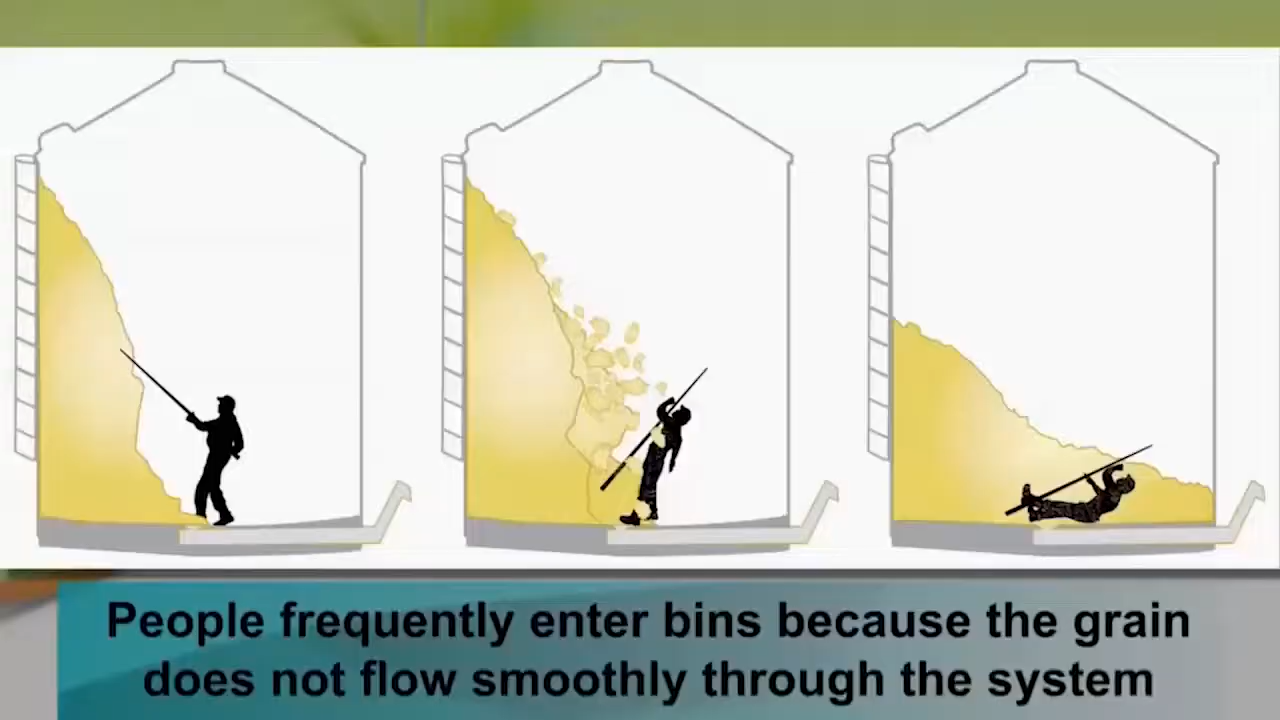 People frequently enter bins because the grain
does not flow smoothly through the system